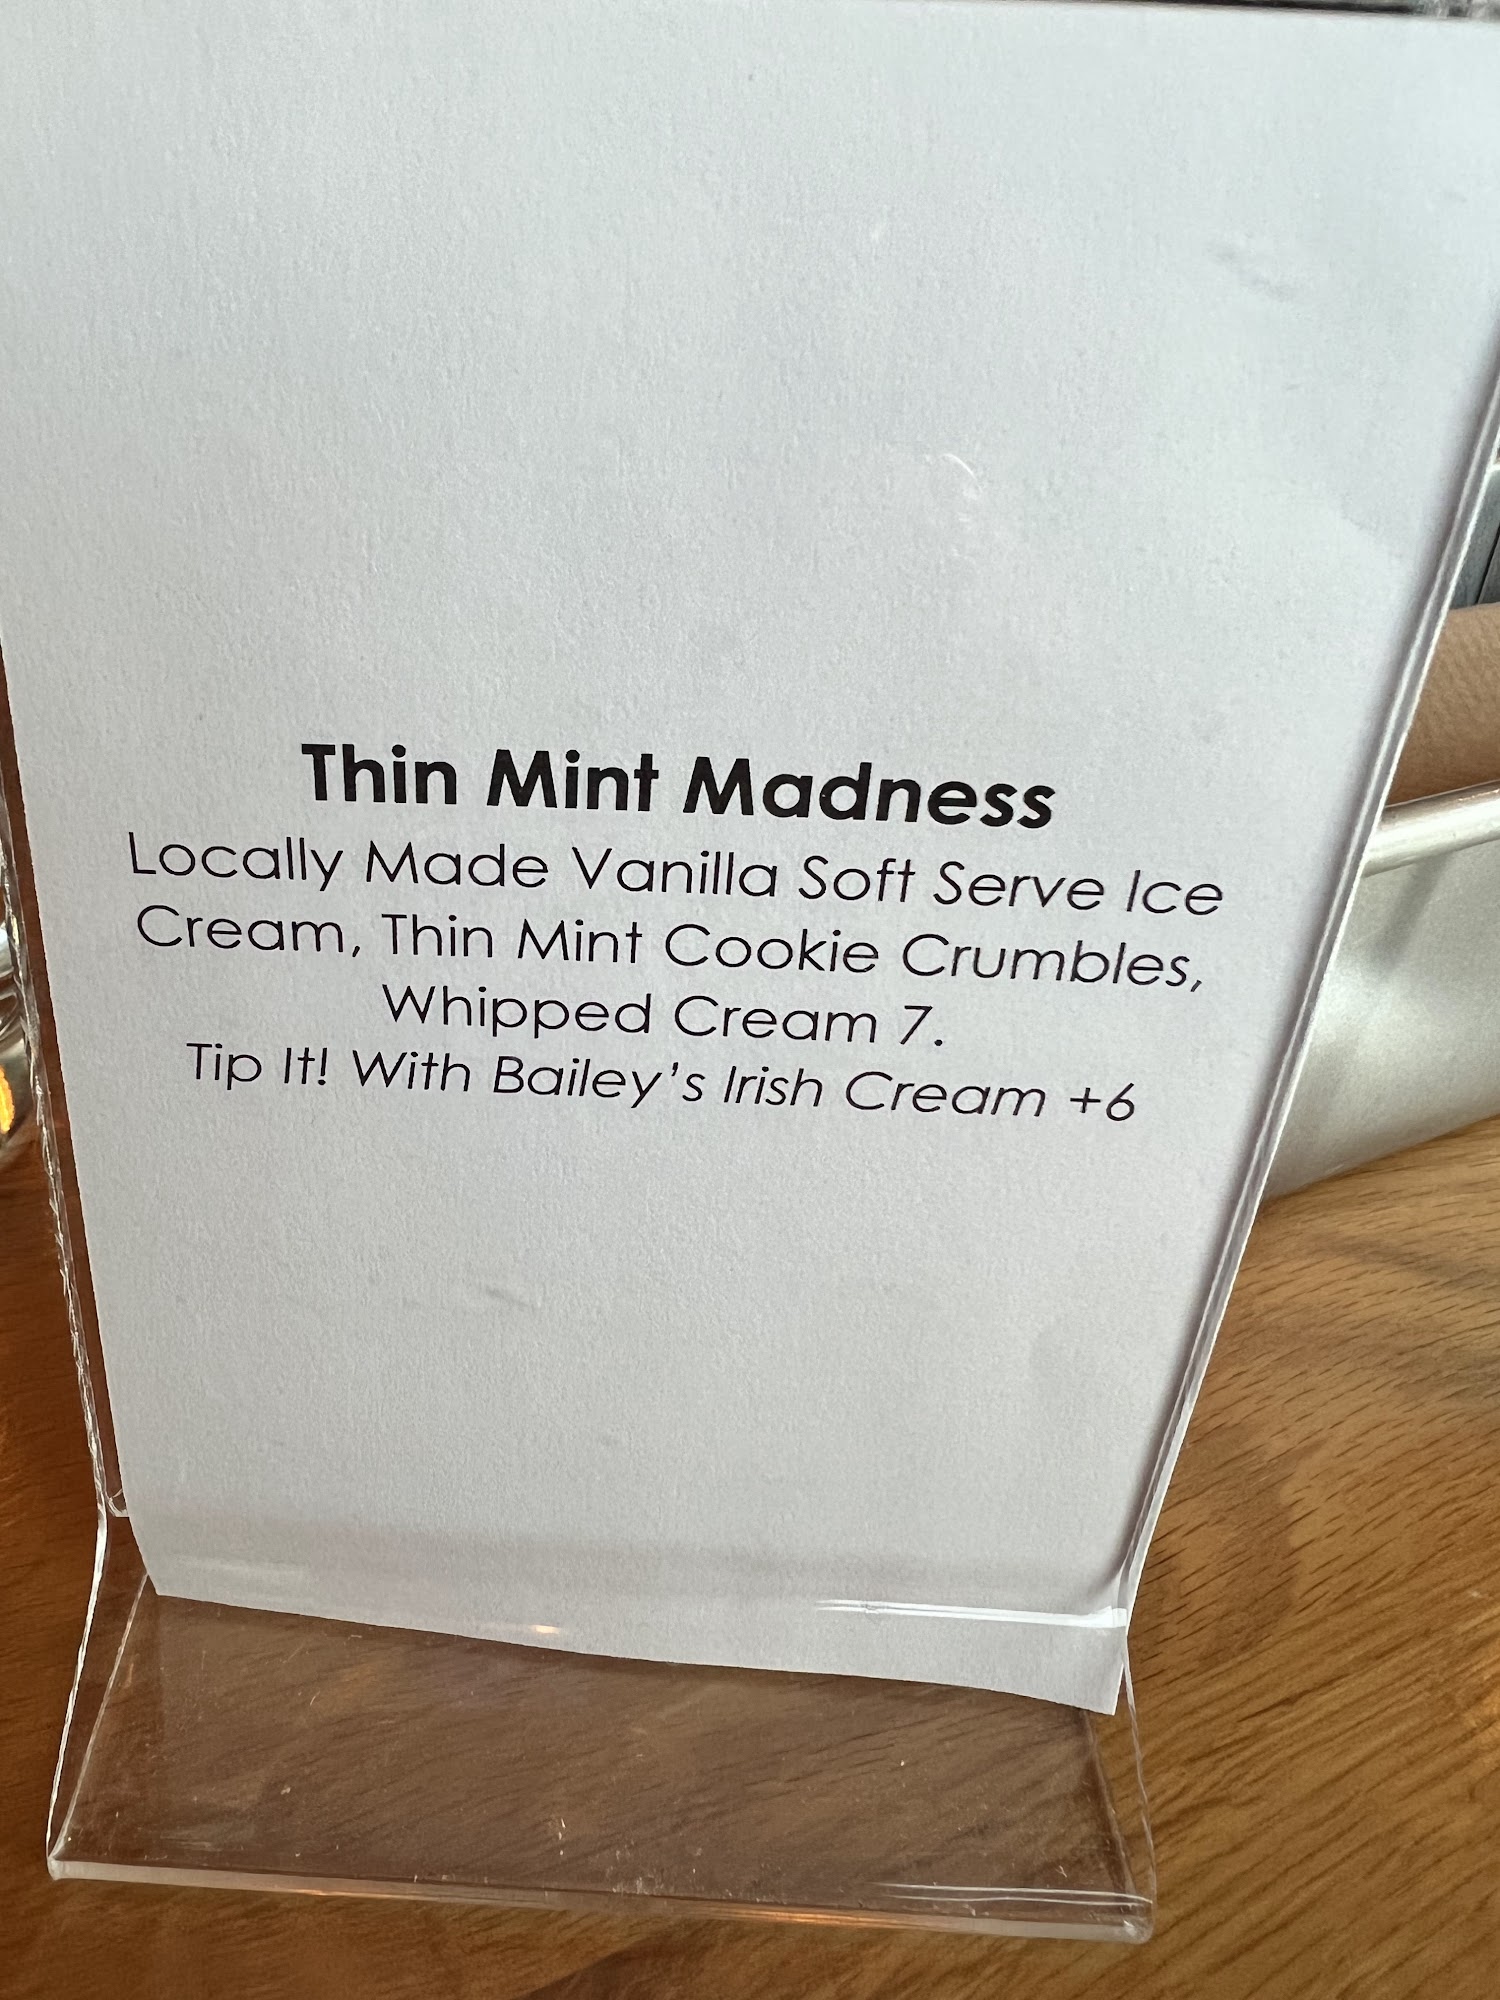 Thin Mint Madness
Locally Made Vanilla Soft Serve Ice
Cream, Thin Mint Cookie Crumbles,
Whipped Cream 7.
Tip It! With Bailey's Irish Cream +6